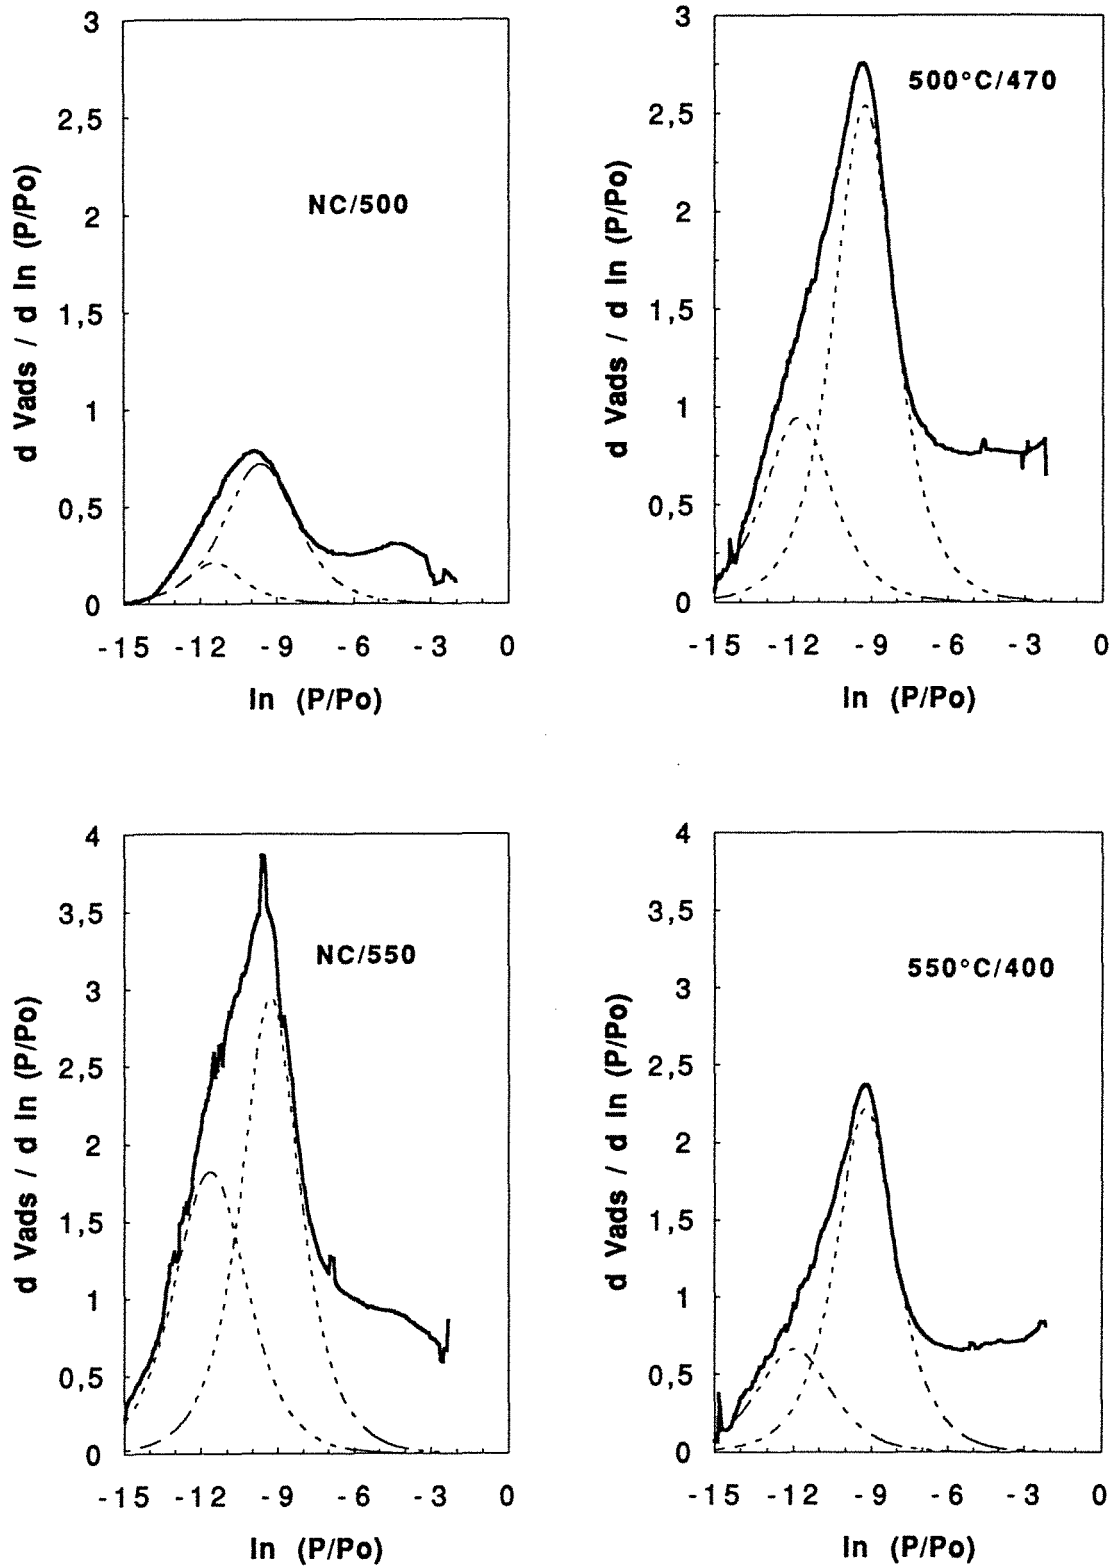 3
2,5
2
1,5
1
0,5
0
d Vads / d ln (P/Po)
NC/500
-15 -12 -9 -6 -3 0
ln (P/Po)
3
2,5
2
1,5
1
0,5
0
d Vads / d ln (P/Po)
500°C/470
-15 -12 -9 -6 -3 0
ln (P/Po)
4
3,5
3
2,5
2
1,5
1
0,5
0
d Vads / d ln (P/Po)
NC/550
-15 -12 -9 -6 -3 0
ln (P/Po)
4
3,5
3
2,5
2
1,5
1
0,5
0
d Vads / d ln (P/Po)
550°C/400
-15 -12 -9 -6 -3 0
ln (P/Po)